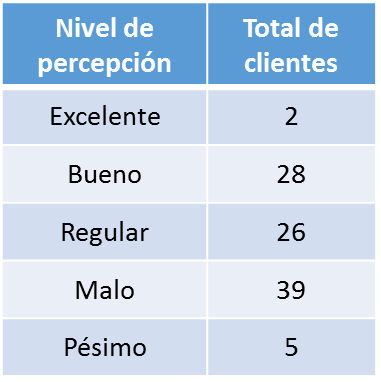 Nivel de percepción Total de clientes
Excelente 2
Bueno 28
Regular 26
Malo 39
Pésimo 5